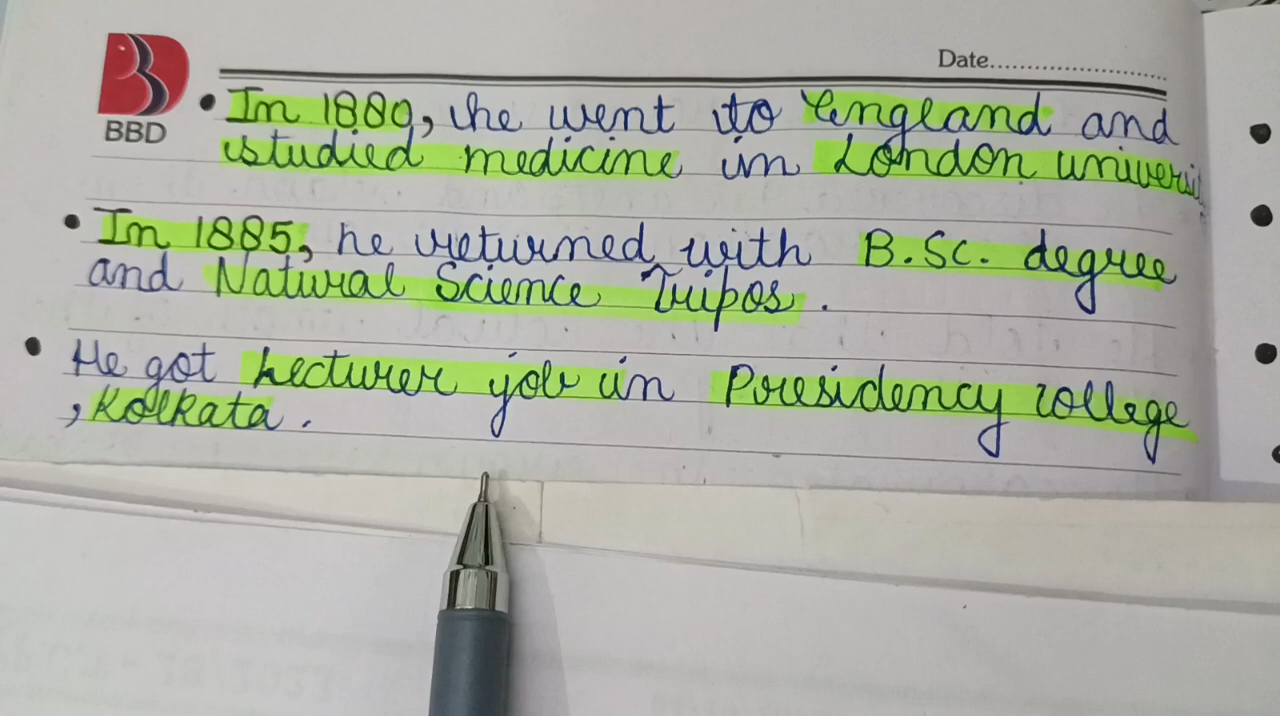 Date
BBD
• In 1880, he went to England and
studied medicine in London universi
• In 1885, he returned with B.Sc. degree
and Natural Science Tripos.
• He got Lecturer job in Presidency college
, Kolkata.